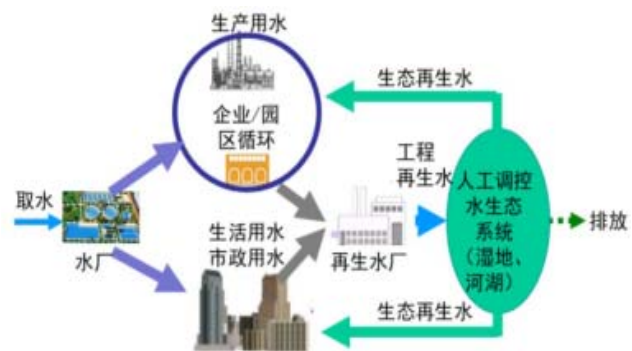 生产用水
企业/园
区循环
生态再生水
取水
水厂
生活用水
市政用水
工程
再生水
再生水厂
人工调控
水生态
系统
（湿地、
河湖）
排放
生态再生水